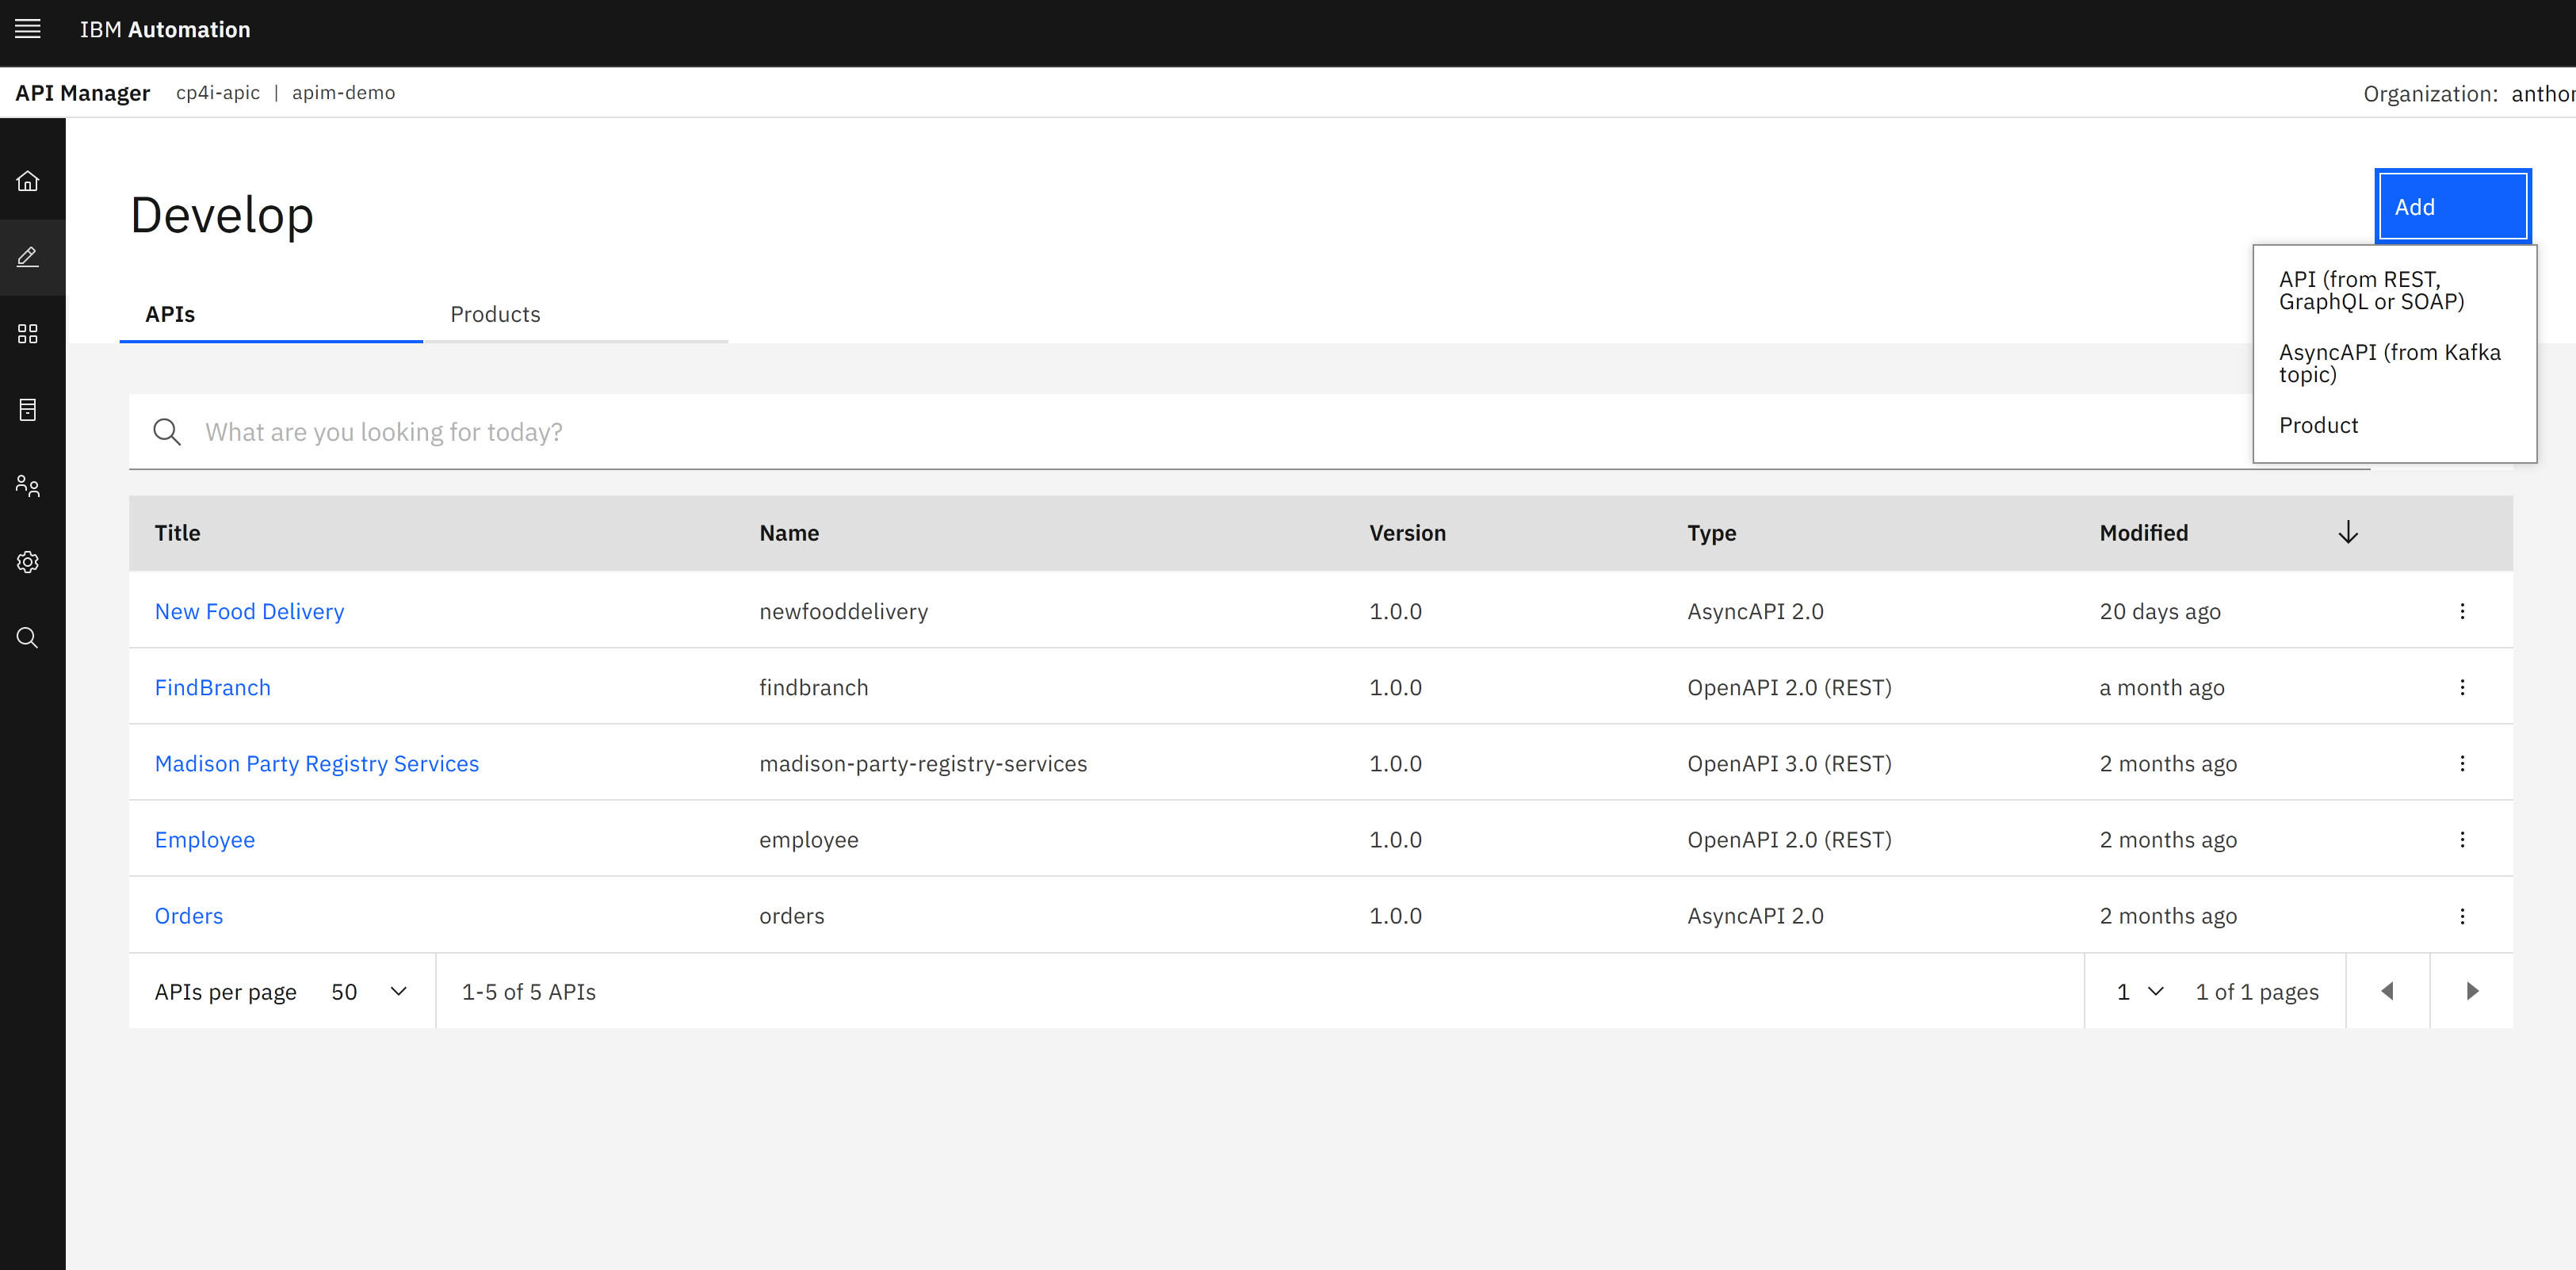 IBM Automation
API Manager cp4i-apic | apim-demo Organization: anthor
Develop
Add
API (from REST,
GraphQL or SOAP)
AsyncAPI (from Kafka
topic)
Product
APIs Products
What are you looking for today?
Title Name Version Type Modified
New Food Delivery newfooddelivery 1.0.0 AsyncAPI 2.0 20 days ago
FindBranch findbranch 1.0.0 OpenAPI 2.0 (REST) a month ago
Madison Party Registry Services madison-party-registry-services 1.0.0 OpenAPI 3.0 (REST) 2 months ago
Employee employee 1.0.0 OpenAPI 2.0 (REST) 2 months ago
Orders orders 1.0.0 AsyncAPI 2.0 2 months ago
APIs per page 50 1-5 of 5 APIs 1 1 of 1 pages